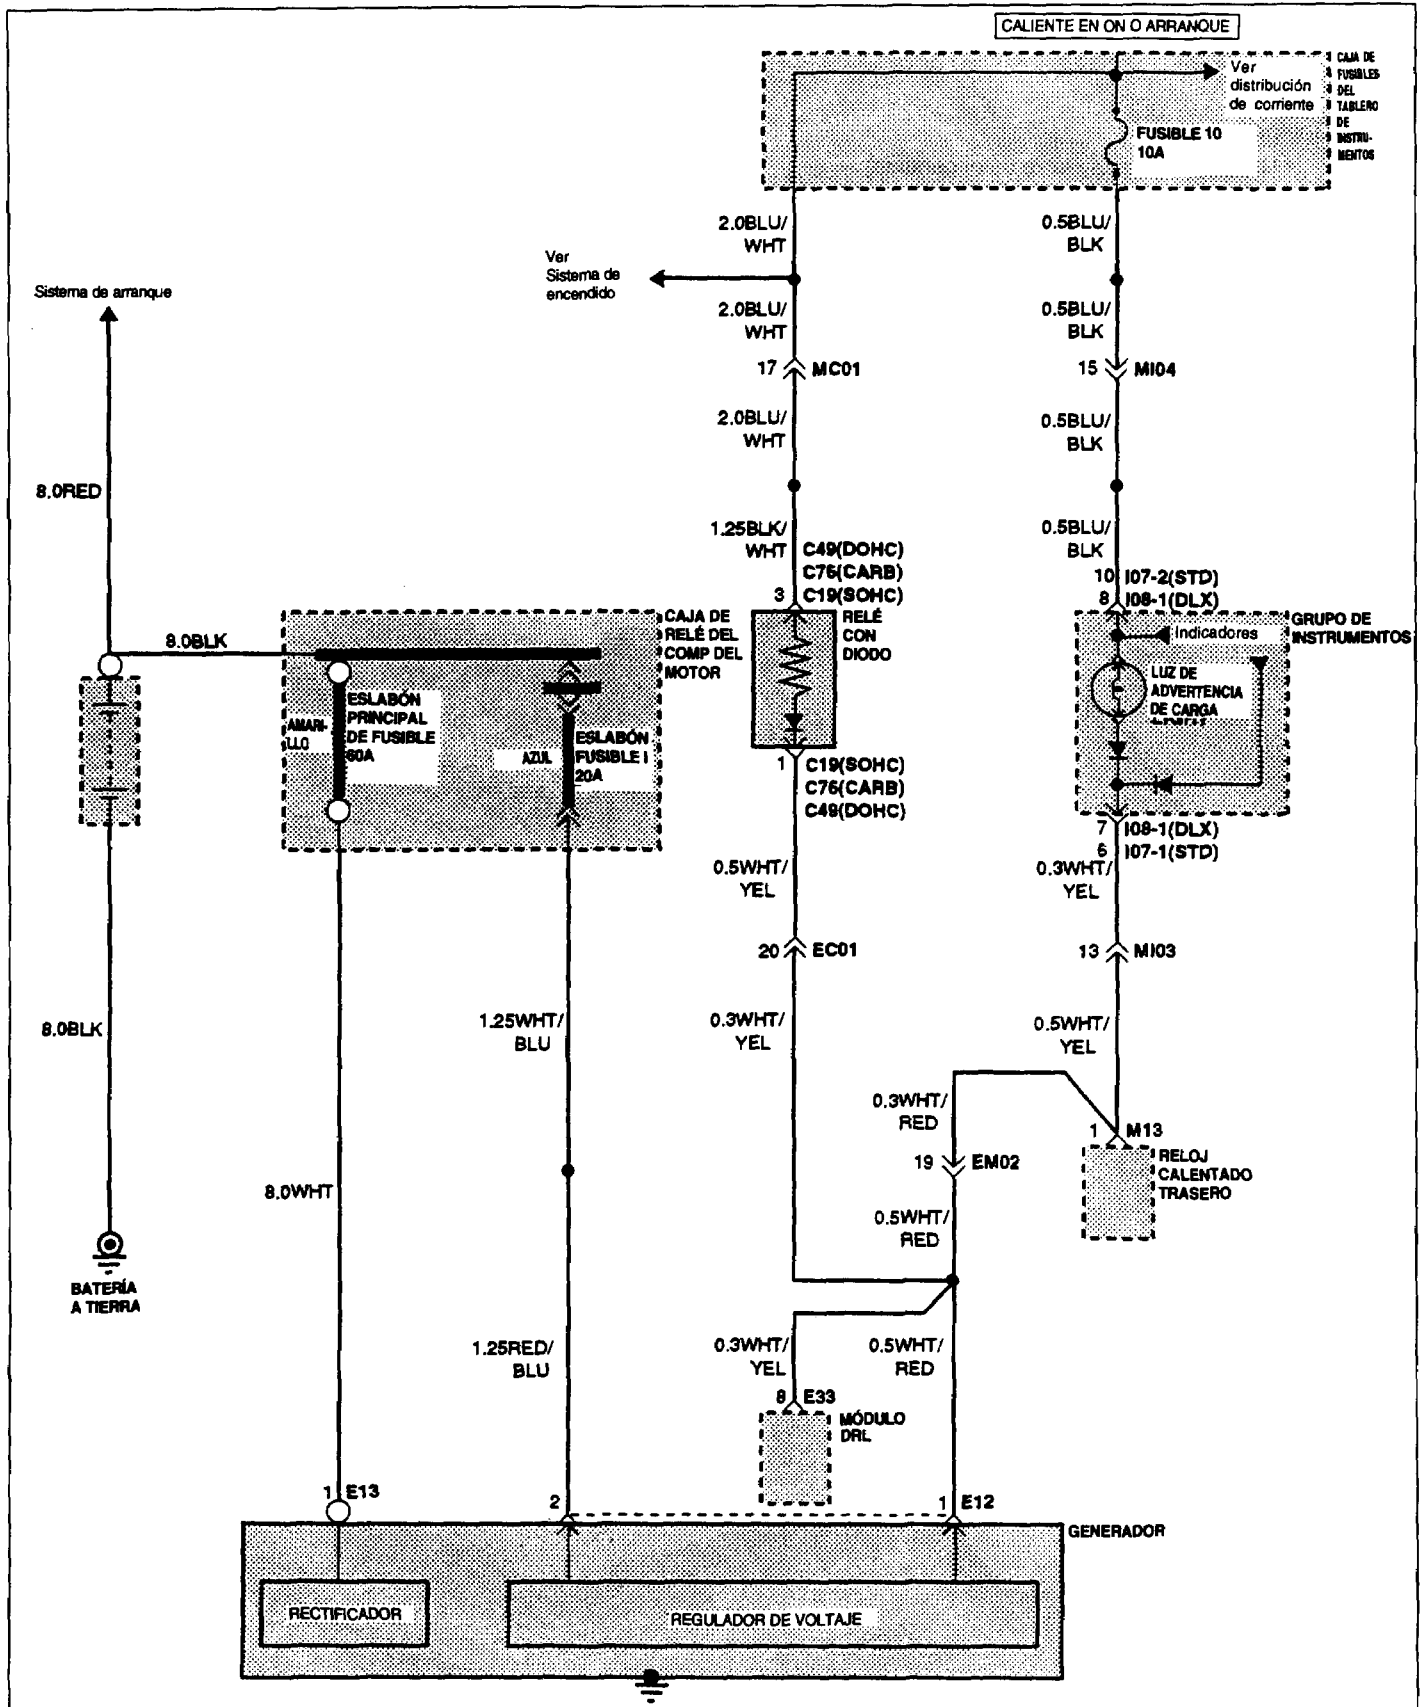 CALIENTE EN ON O ARRANQUE
Ver
distribución
de corriente
CAJA DE
FUSIBLES
DEL
TABLERO
DE
INSTRU-
MENTOS
FUSIBLE 10
10A
2.0BLU/
WHT
0.5BLU/
BLK
Ver
Sistema de
encendido
Sistema de arranque
2.0BLU/
WHT
0.5BLU/
BLK
17 MC01
15 MI04
2.0BLU/
WHT
0.5BLU/
BLK
8.0RED
1.25BLK/
WHT
0.5BLU/
BLK
C49(DOHC)
C76(CARB)
3 C19(SOHC)
10 I07-2(STD)
8 I08-1(DLX)
8.0BLK
CAJA DE
RELÉ DEL
COMP DEL
MOTOR
RELÉ
CON
DIODO
GRUPO DE
INSTRUMENTOS
Indicadores
LUZ DE
ADVERTENCIA
DE CARGA
AMARI-
LLO
ESLABÓN
PRINCIPAL
DE FUSIBLE
60A
AZUL
ESLABÓN
FUSIBLE I
20A
1 C19(SOHC)
C76(CARB)
C49(DOHC)
7 I08-1(DLX)
6 I07-1(STD)
0.5WHT/
YEL
0.3WHT/
YEL
20 EC01
13 MI03
8.0BLK
1.25WHT/
BLU
0.3WHT/
YEL
0.5WHT/
YEL
0.3WHT/
RED
1 M13
19 EM02
RELOJ
CALENTADO
TRASERO
8.0WHT
0.5WHT/
RED
BATERÍA
A TIERRA
1.25RED/
BLU
0.3WHT/
YEL
0.5WHT/
RED
8 E33
MÓDULO
DRL
1 E13
2
1 E12
GENERADOR
RECTIFICADOR
REGULADOR DE VOLTAJE